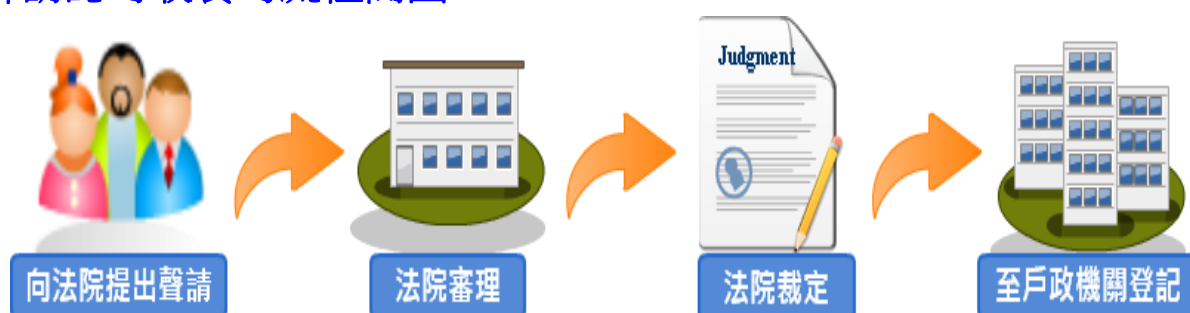 Judgment
向法院提出聲請
法院審理
法院裁定
至戶政機關登記